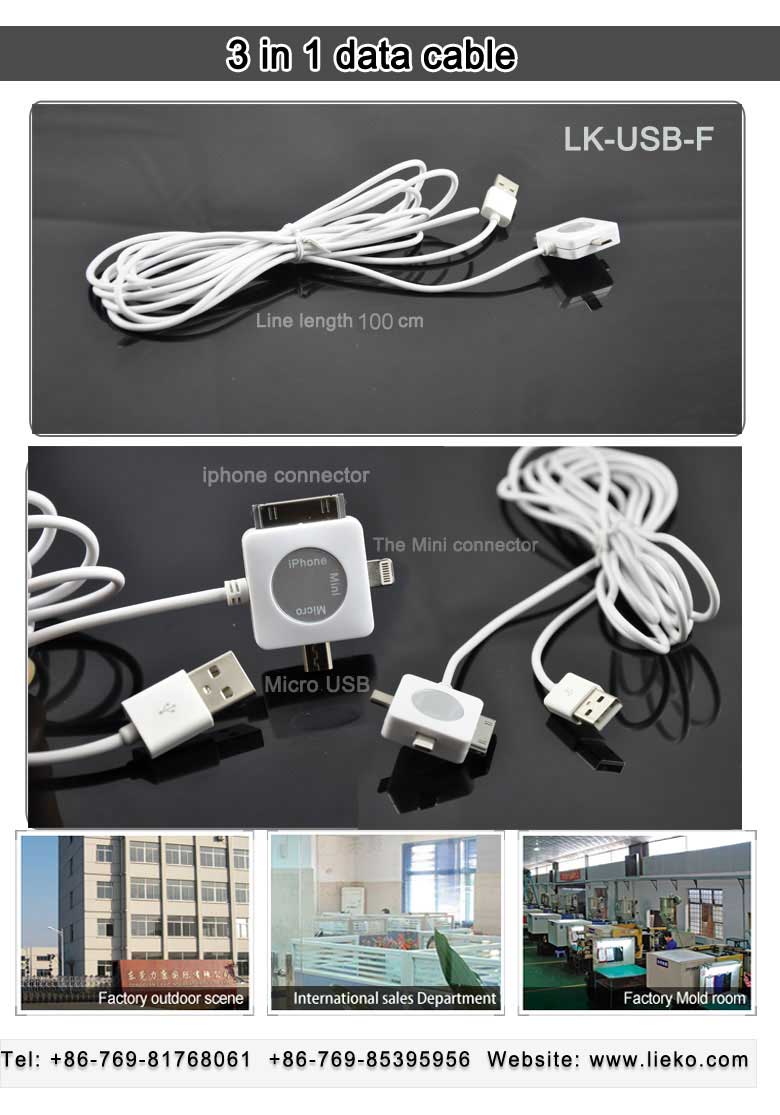 3 in 1 data cable
LK-USB-F
Line length 100 cm
iphone connector
The Mini connector
iPhone
Mini
Micro
Micro USB
Factory outdoor scene
International sales Department
Factory Mold room
Tel: +86-769-81768061 +86-769-85395956 Website: www.lieko.com